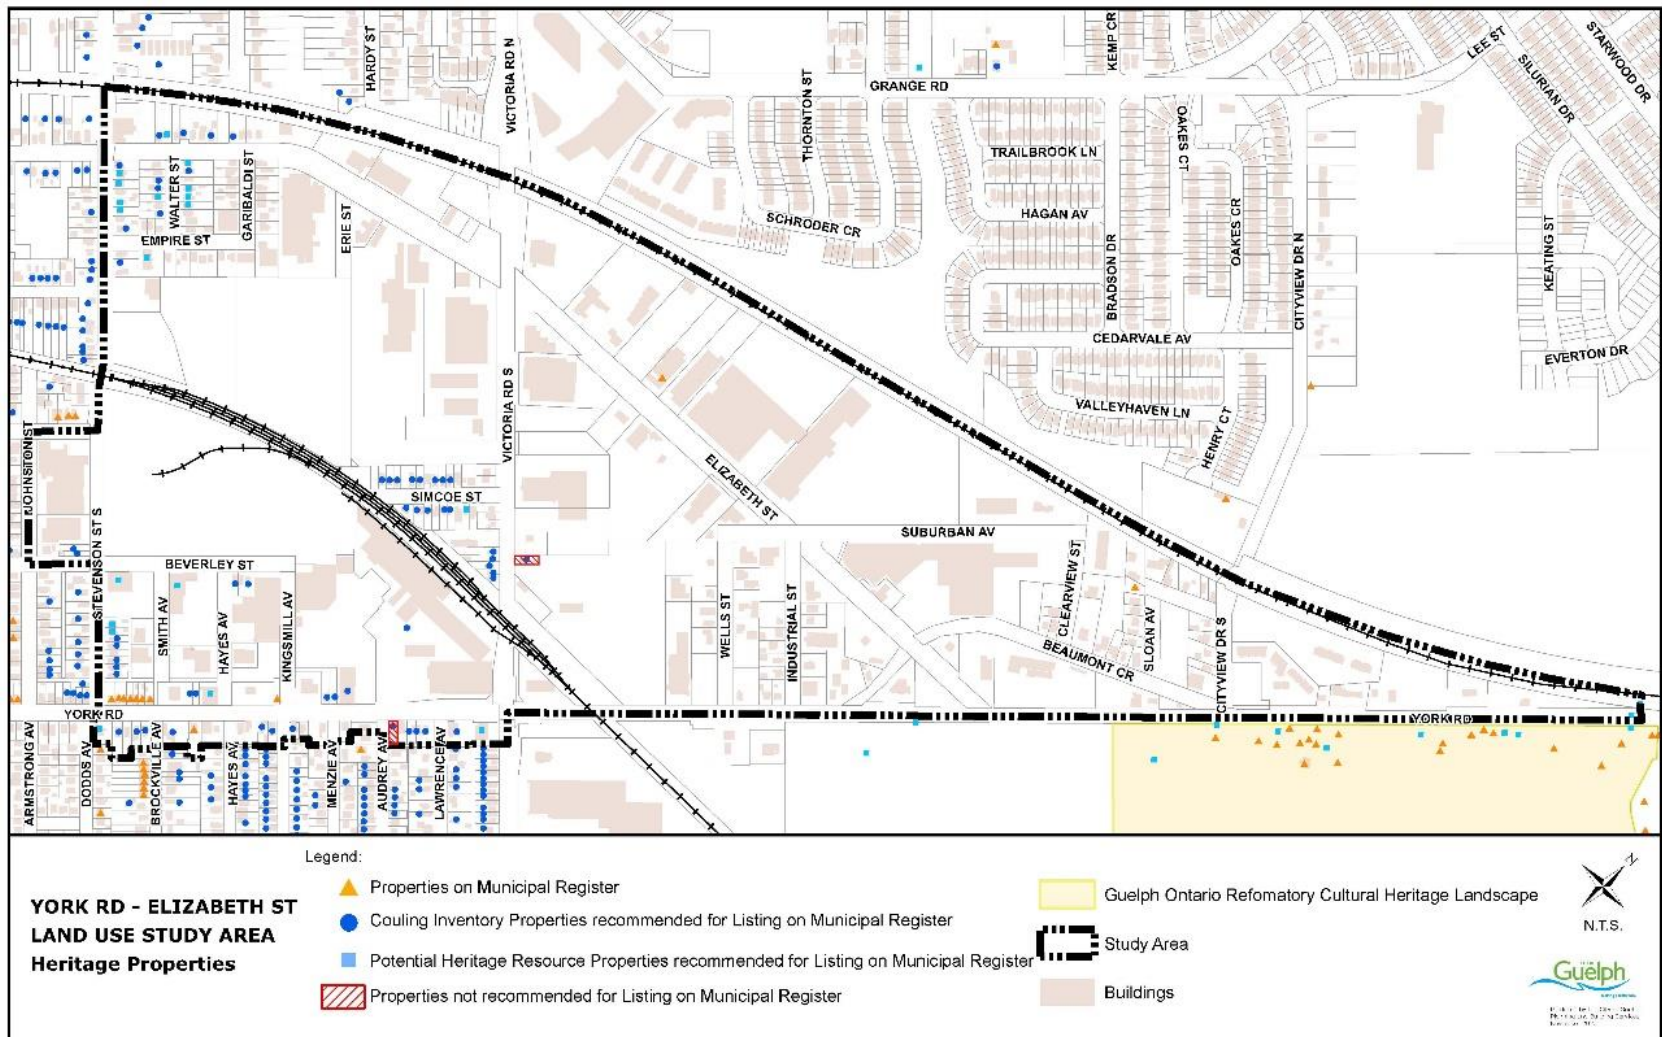 HARDY ST
VICTORIA RD N
KEMP CR
LEE ST
STARWOOD DR
SILURIAN DR
GRANGE RD
THORNTON ST
OAKES CT
TRAILBROOK LN
WALTER ST
GARIBALDI ST
ERIE ST
EMPIRE ST
SCHRODER CR
HAGAN AV
BRADSON DR
OAKES CR
CITYVIEW DR N
KEATING ST
CEDARVALE AV
EVERTON DR
VICTORIA RD S
VALLEYHAVEN LN
HENRY CT
JOHNSTON ST
ELIZABETH ST
SIMCOE ST
STEVENSON ST S
SUBURBAN AV
BEVERLEY ST
SMITH AV
HAYES AV
KINGSMILL AV
WELLS ST
INDUSTRIAL ST
CLEARVIEW ST
BEAUMONT CR
SLOAN AV
CITYVIEW DR S
YORK RD
YORK RD
ARMSTRONG AV
DODDS AV
BROCKVILLE AV
HAYES AV
MENZIE AV
AUDREY AV
LAWRENCE AV
YORK RD - ELIZABETH ST
LAND USE STUDY AREA
Heritage Properties
Legend:
Properties on Municipal Register
Couling Inventory Properties recommended for Listing on Municipal Register
Potential Heritage Resource Properties recommended for Listing on Municipal Register
Properties not recommended for Listing on Municipal Register
Guelph Ontario Refomatory Cultural Heritage Landscape
Study Area
Buildings
N
N.T.S.
Guelph